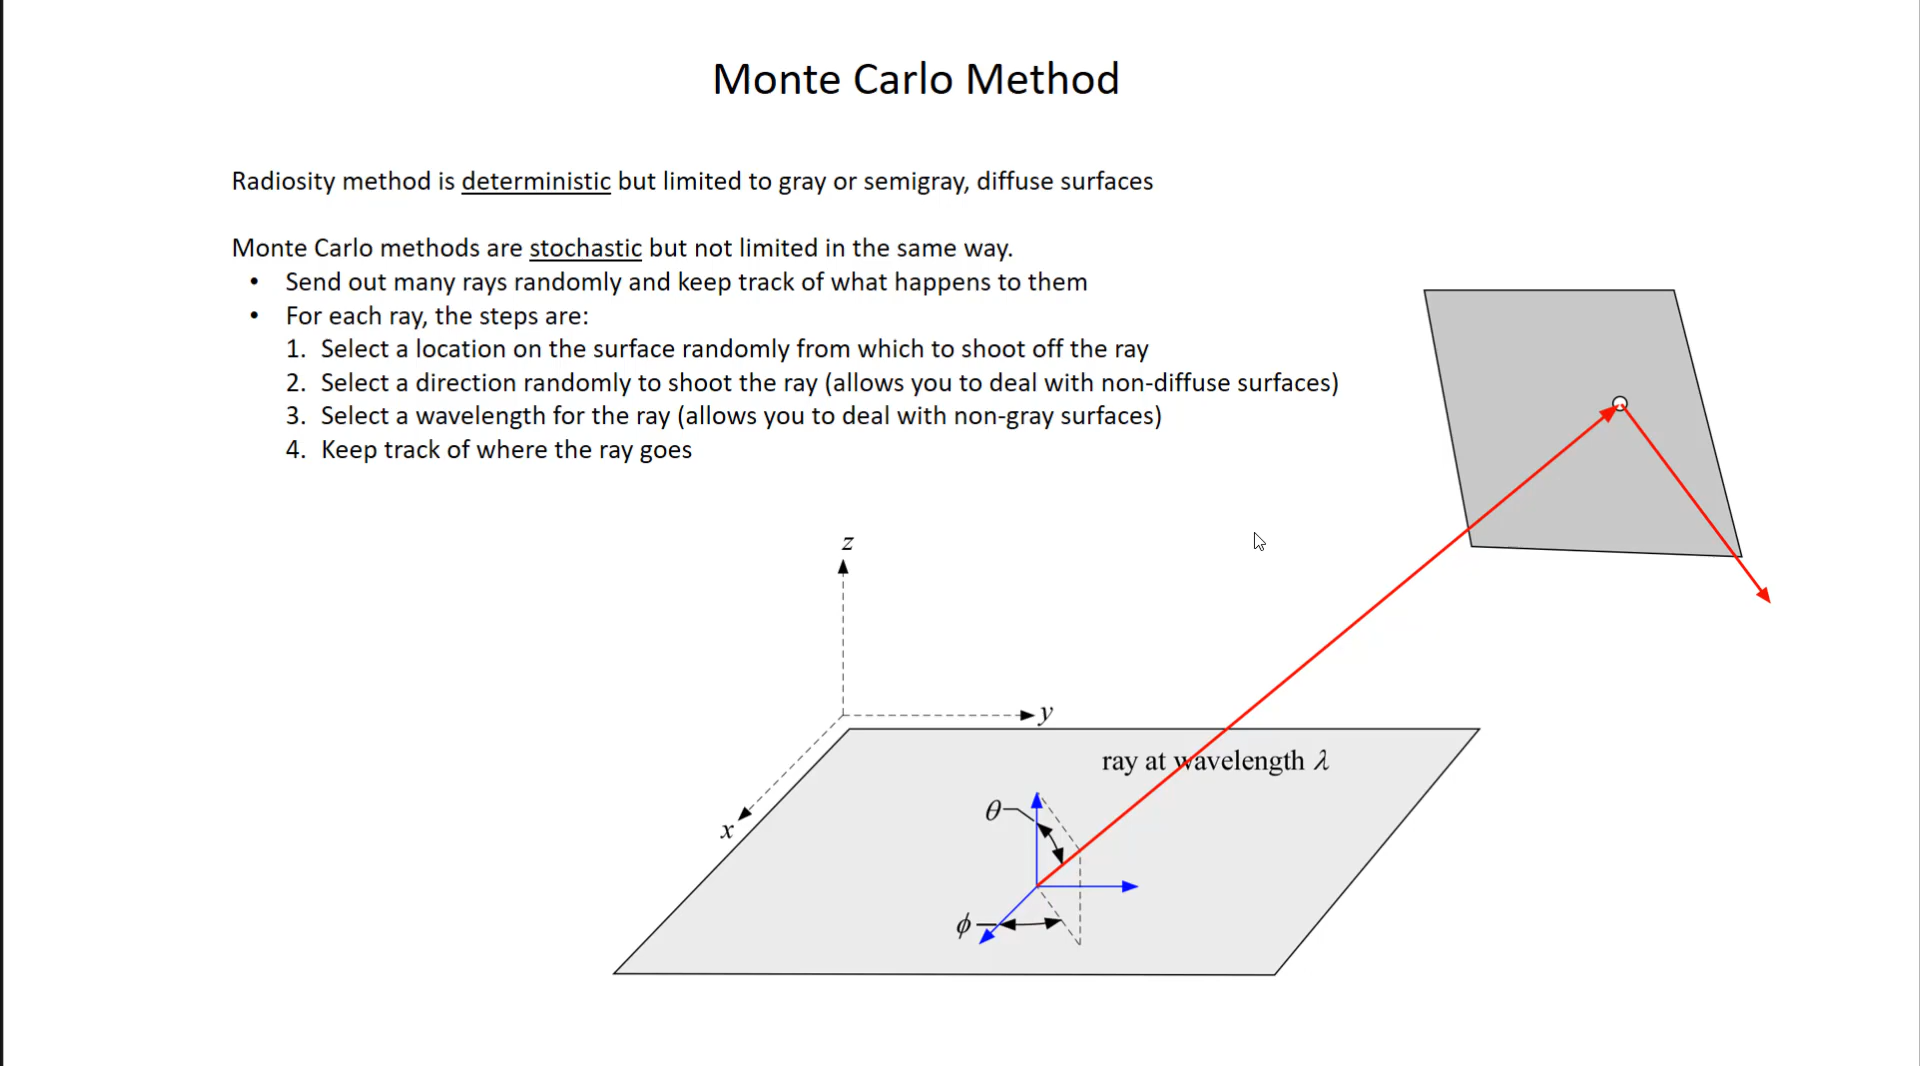 Monte Carlo Method
Radiosity method is deterministic but limited to gray or semigray, diffuse surfaces
Monte Carlo methods are stochastic but not limited in the same way.
• Send out many rays randomly and keep track of what happens to them
• For each ray, the steps are:
1. Select a location on the surface randomly from which to shoot off the ray
2. Select a direction randomly to shoot the ray (allows you to deal with non-diffuse surfaces)
3. Select a wavelength for the ray (allows you to deal with non-gray surfaces)
4. Keep track of where the ray goes
z
y
x
ray at wavelength λ
θ
ϕ